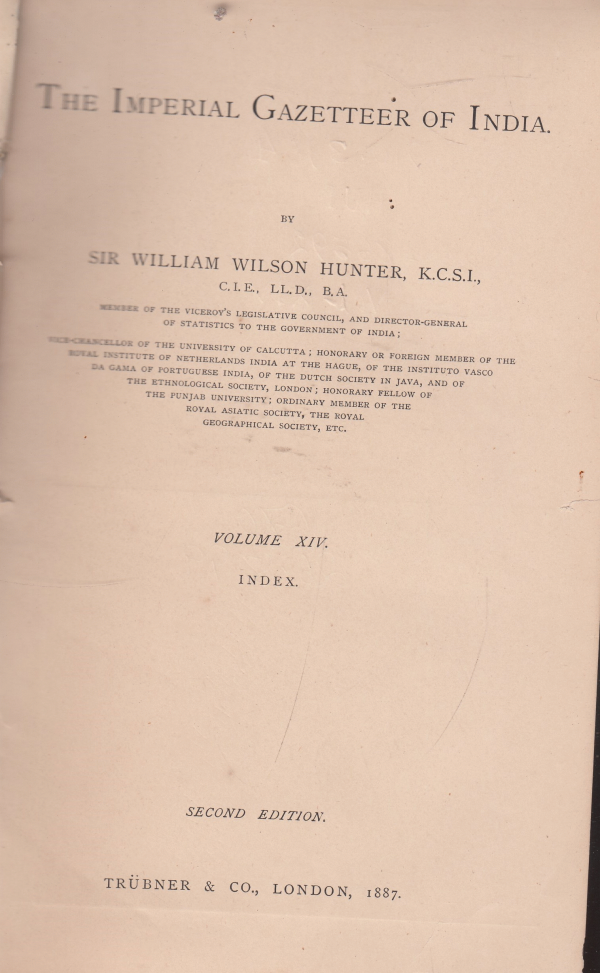 THE IMPERIAL GAZETTEER OF INDIA.
BY
SIR WILLIAM WILSON HUNTER, K.C.S.I.,
C.I.E., LL.D., B.A.
MEMBER OF THE VICEROY'S LEGISLATIVE COUNCIL, AND DIRECTOR-GENERAL
OF STATISTICS TO THE GOVERNMENT OF INDIA;
VICE-CHANCELLOR OF THE UNIVERSITY OF CALCUTTA; HONORARY OR FOREIGN MEMBER OF THE
ROYAL INSTITUTE OF NETHERLANDS INDIA AT THE HAGUE, OF THE INSTITUTO VASCO
DA GAMA OF PORTUGUESE INDIA, OF THE DUTCH SOCIETY IN JAVA, AND OF
THE ETHNOLOGICAL SOCIETY, LONDON; HONORARY FELLOW OF
THE PUNJAB UNIVERSITY; ORDINARY MEMBER OF THE
ROYAL ASIATIC SOCIETY, THE ROYAL
GEOGRAPHICAL SOCIETY, ETC.
VOLUME XIV.
INDEX.
SECOND EDITION.
TRÜBNER & CO., LONDON, 1887.